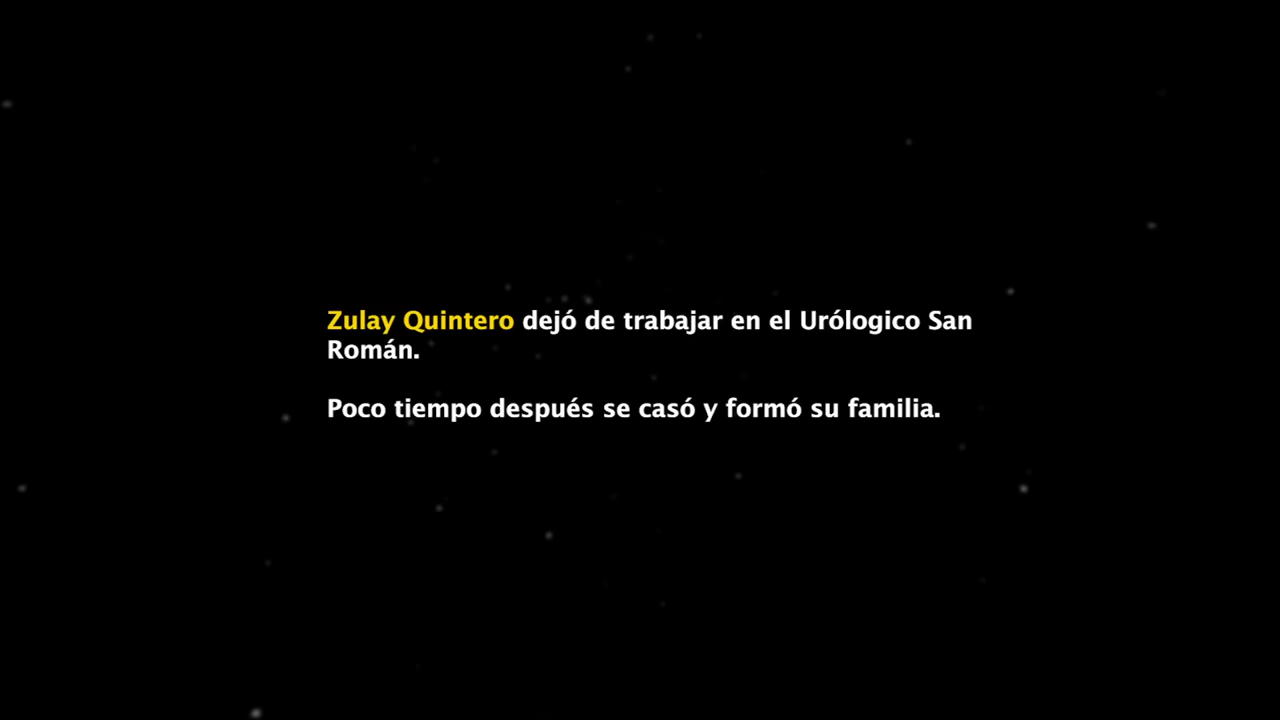 Zulay Quintero dejó de trabajar en el Urólogico San
Román.
Poco tiempo después se casó y formó su familia.